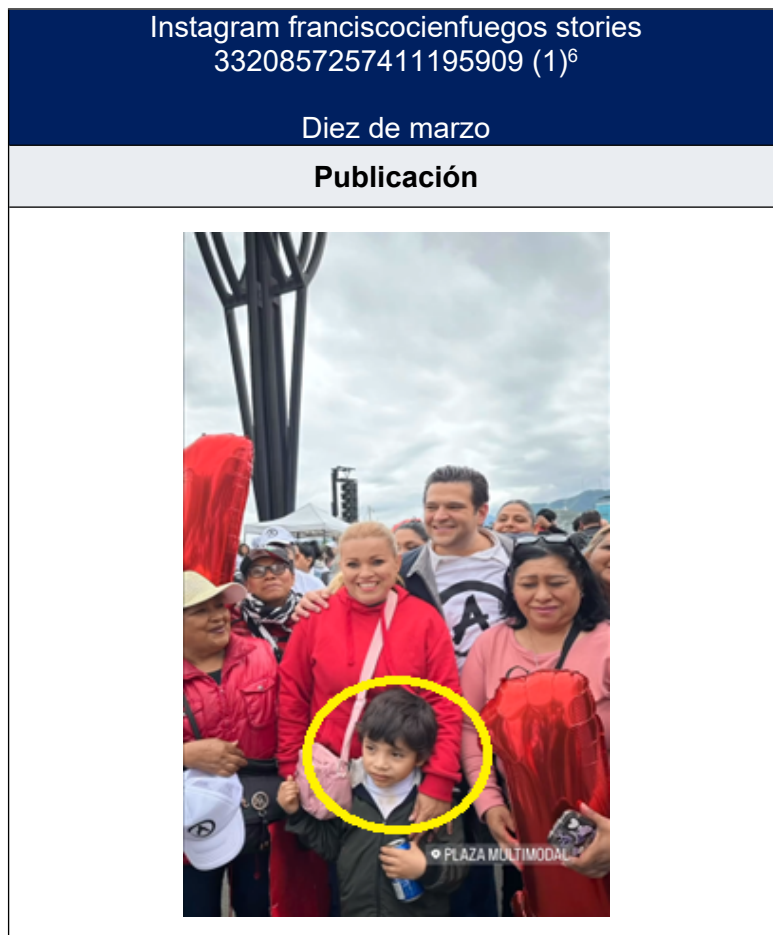 Instagram franciscocienfuegos stories
3320857257411195909 (1)⁶
Diez de marzo
Publicación
A
A
PLAZA MULTIMODAL